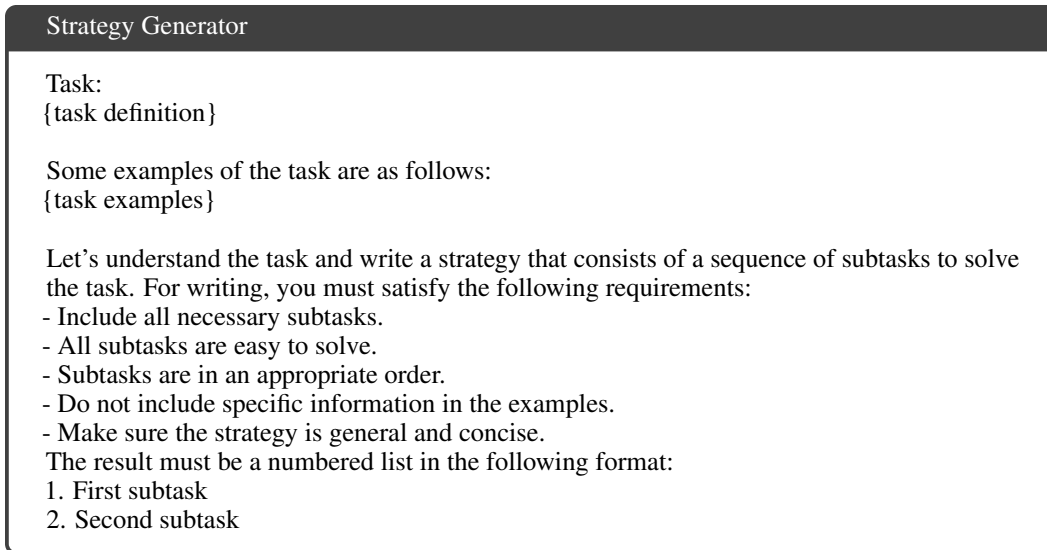 Strategy Generator
Task:
{task definition}
Some examples of the task are as follows:
{task examples}
Let's understand the task and write a strategy that consists of a sequence of subtasks to solve
the task. For writing, you must satisfy the following requirements:
- Include all necessary subtasks.
- All subtasks are easy to solve.
- Subtasks are in an appropriate order.
- Do not include specific information in the examples.
- Make sure the strategy is general and concise.
The result must be a numbered list in the following format:
1. First subtask
2. Second subtask